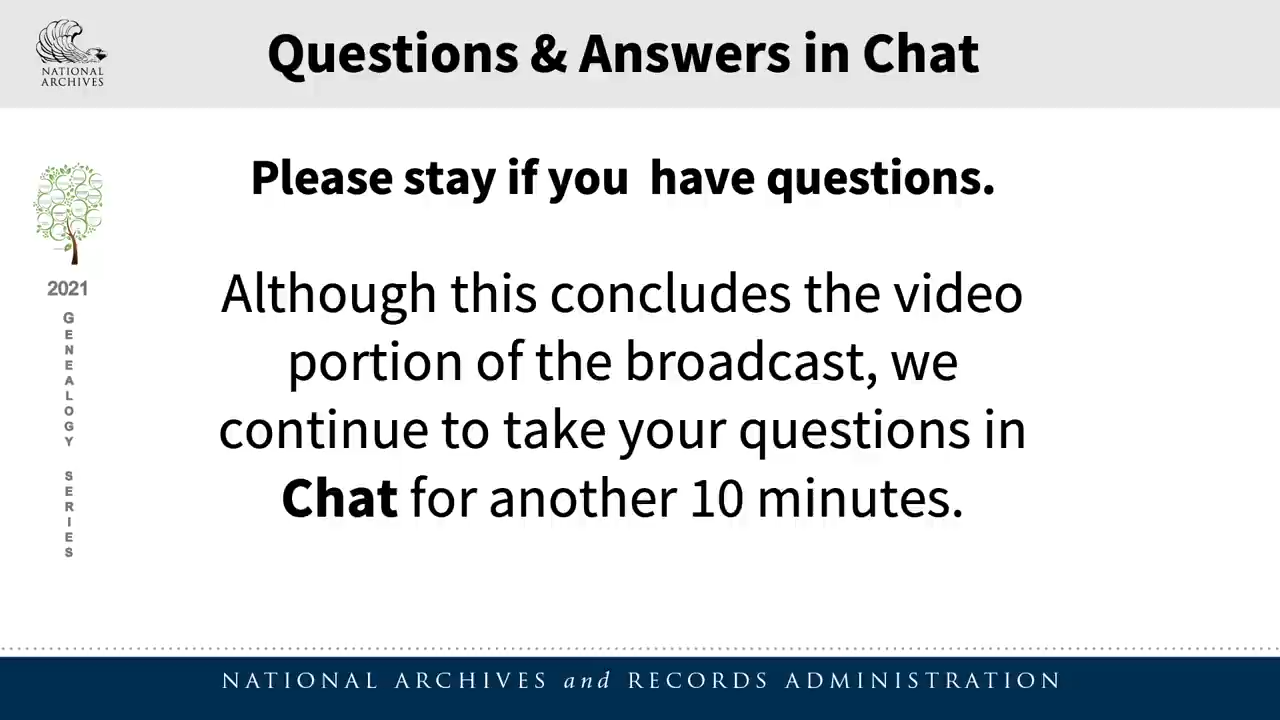 NATIONAL
ARCHIVES
Questions & Answers in Chat
Please stay if you  have questions.
Although this concludes the video
portion of the broadcast, we
continue to take your questions in
Chat for another 10 minutes.
2021
GENEALOGY SERIES
NATIONAL ARCHIVES and RECORDS ADMINISTRATION